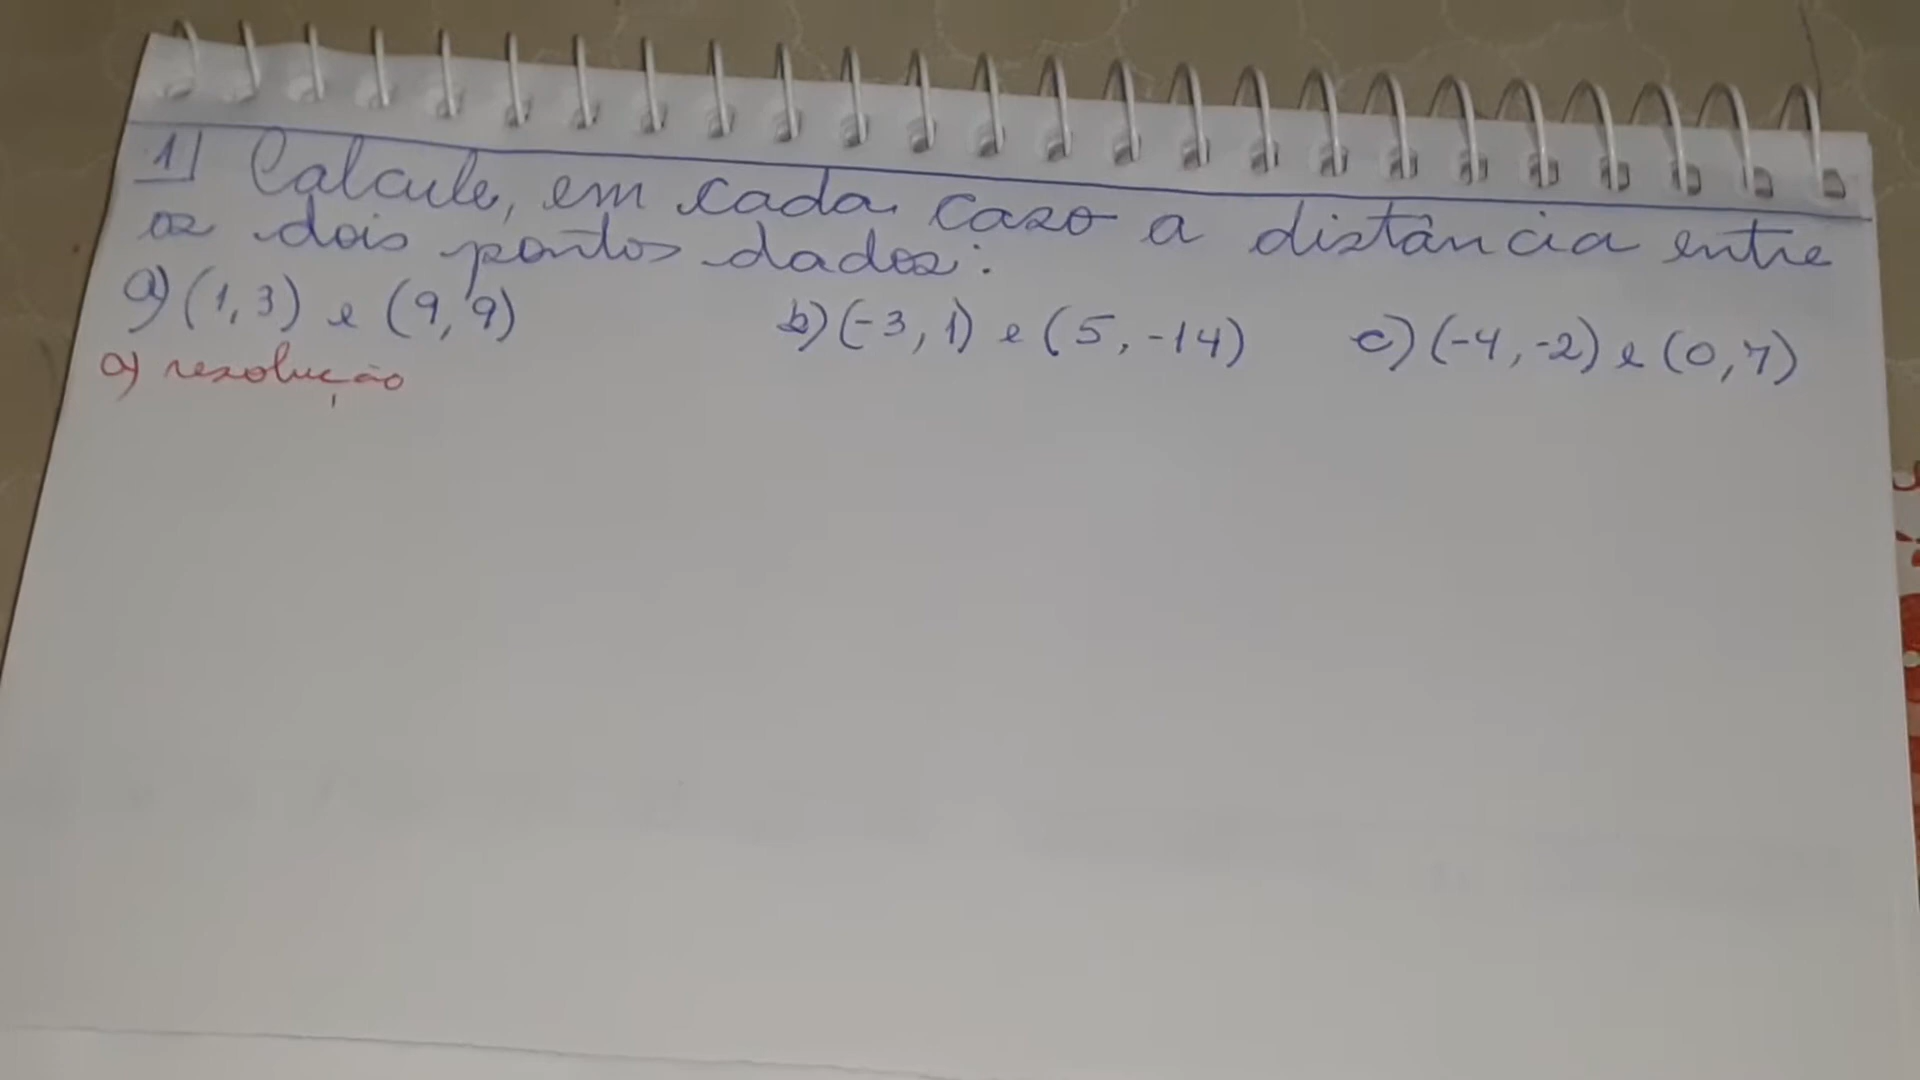 1] Calcule, em cada caso a distância entre
os dois pontos dados:
a) (1,3) e (9,9) b) (-3,1) e (5,-14) c) (-4,-2) e (0,7)
a) resolução